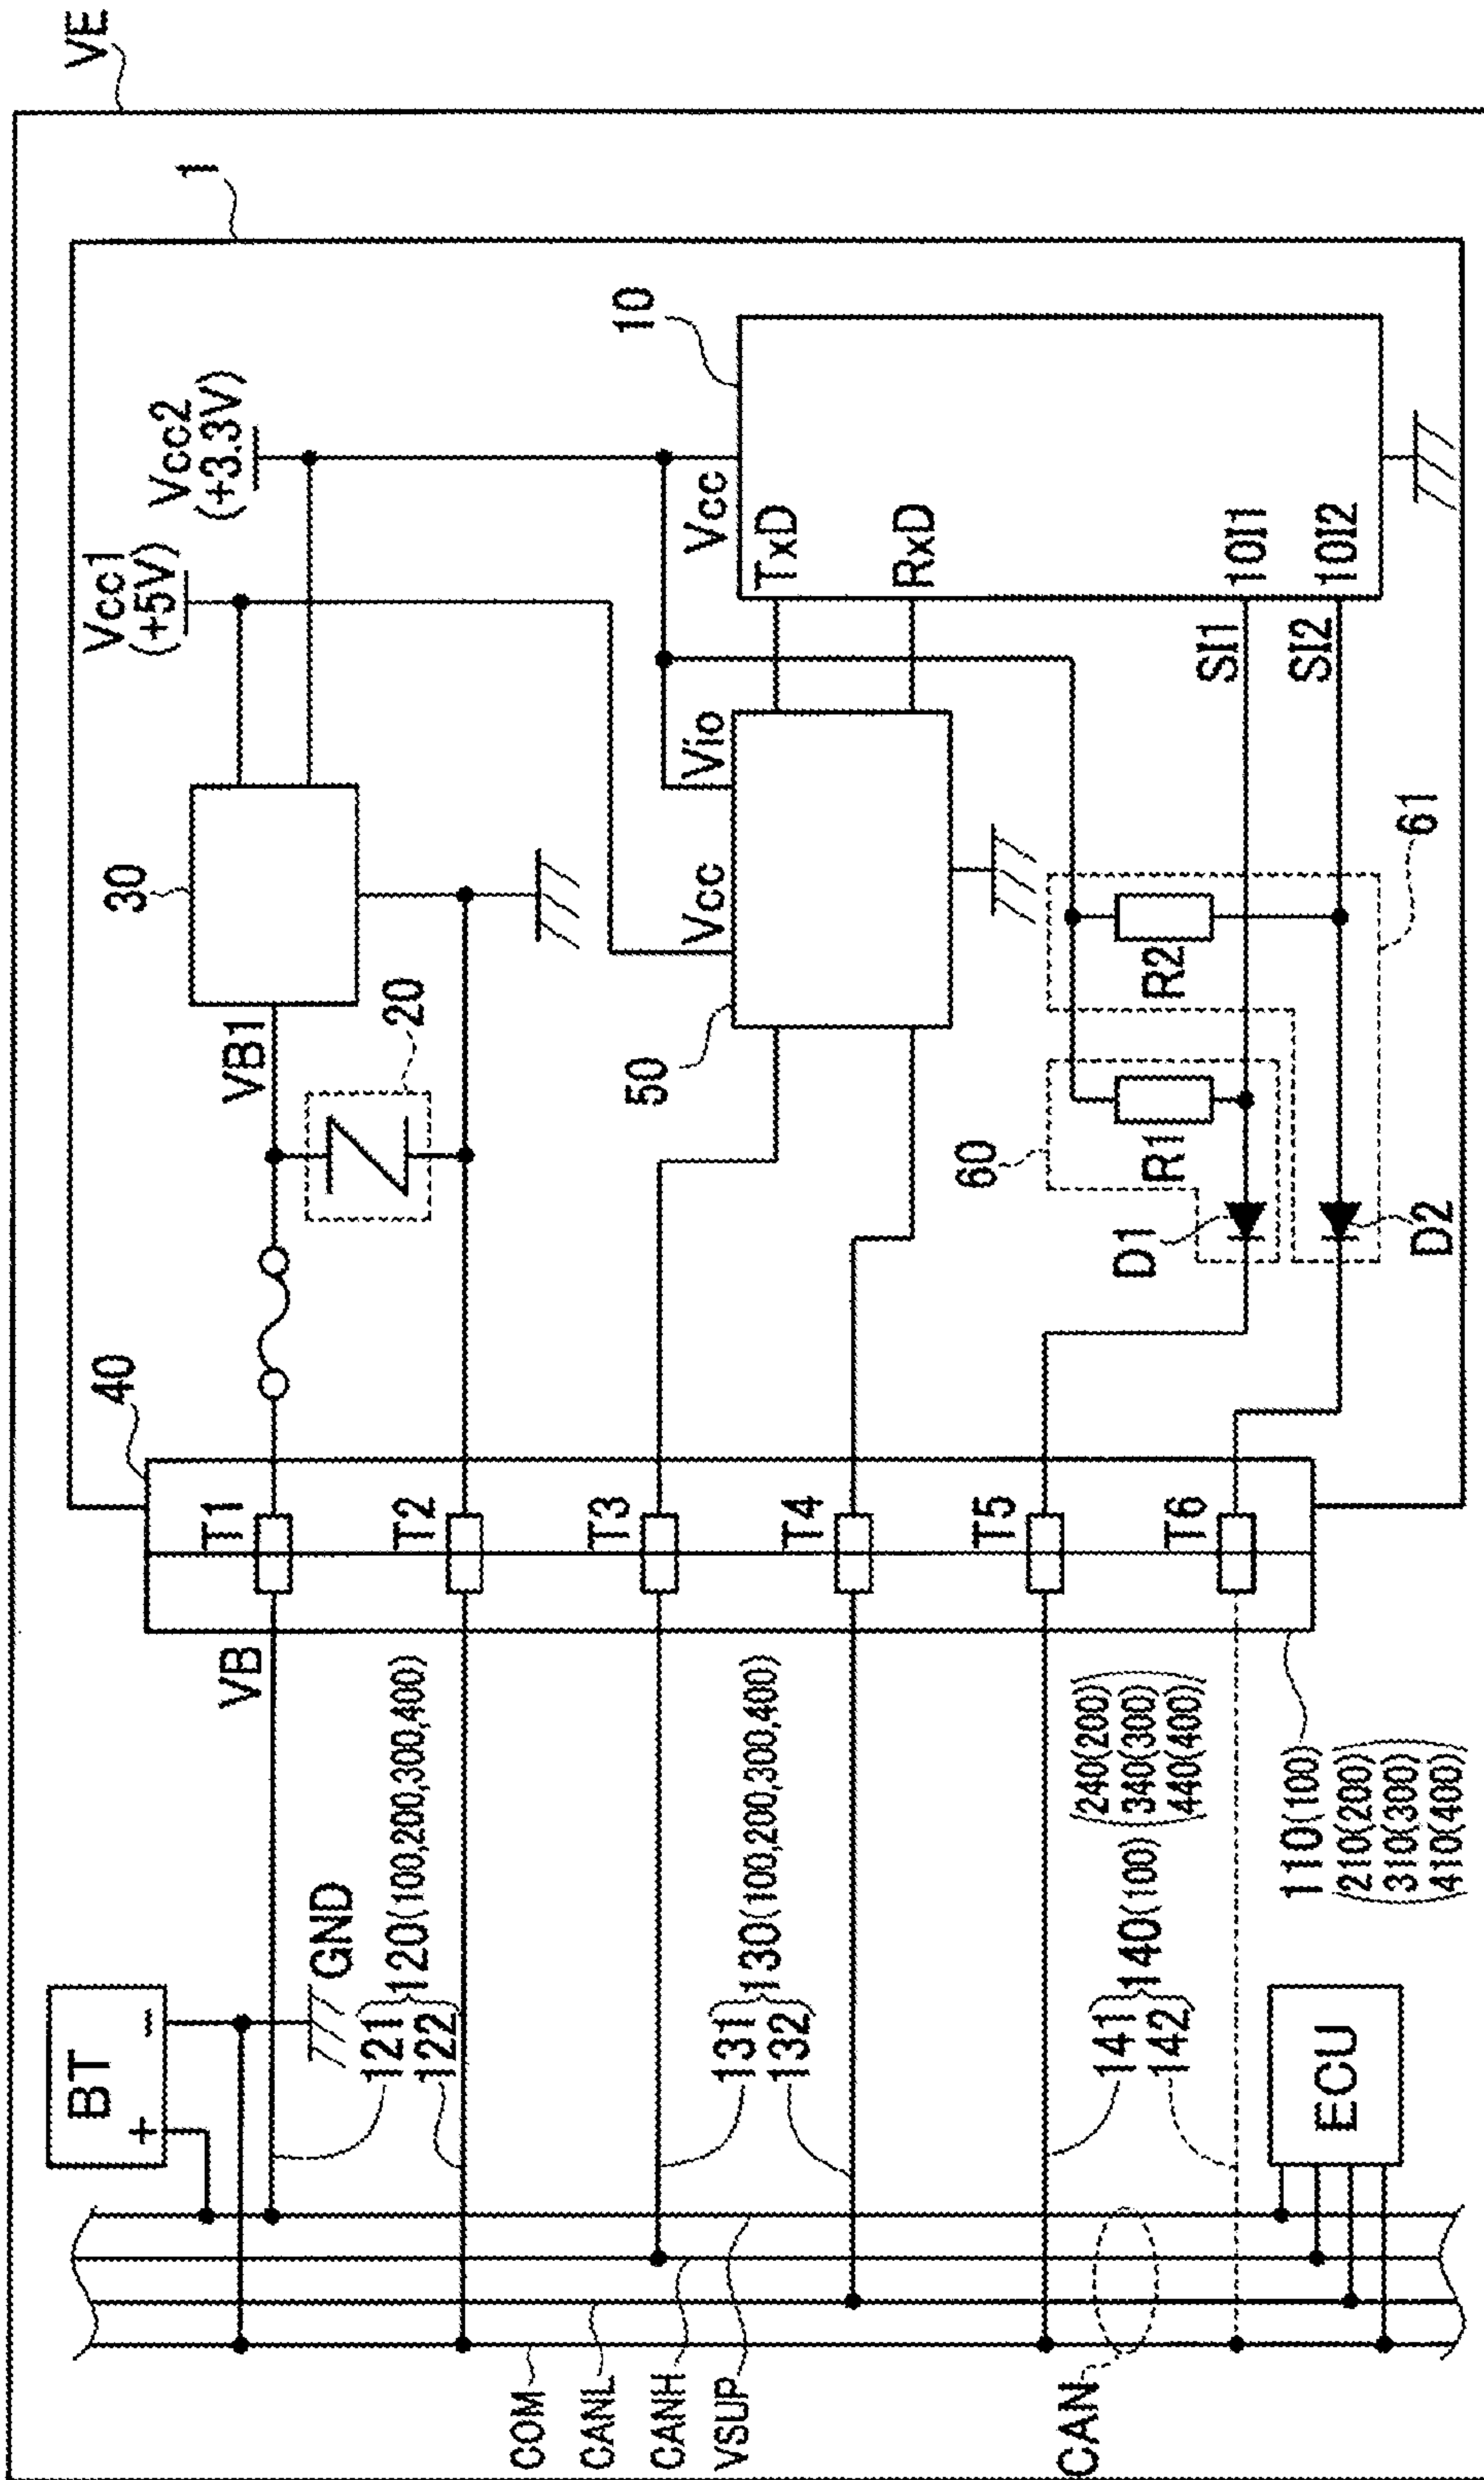 VE
1
Vcc1
(+5V)
Vcc2
(+3.3V)
10
30
VB1
20
Vcc
Vio
Vcc
TxD
RxD
10I1
10I2
SI1
SI2
50
60
61
R1
R2
D1
D2
40
T1
T2
T3
T4
T5
T6
VB
BT
+
−
GND
121
122
120(100,200,300,400)
131
132
130(100,200,300,400)
141
142
140(100)
(240(200))
(340(300))
(440(400))
110(100)
(210(200))
(310(300))
(410(400))
ECU
COM
CANL
CANH
VSUP
CAN